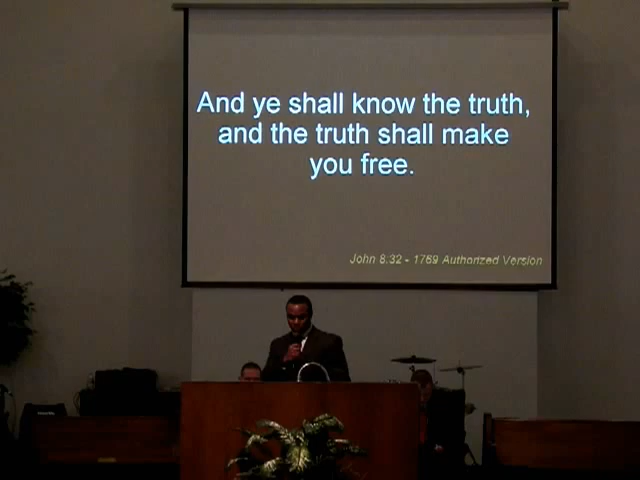 And ye shall know the truth,
and the truth shall make
you free.
John 8:32 - 1769 Authorized Version